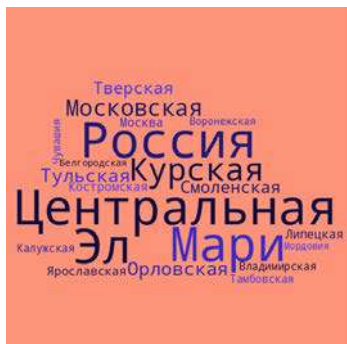 Тверская
Московская
Москва Воронежская
Чувашия
Россия
Белгородская Курская
Тульская
Костромская Смоленская
Центральная
Эл Мари Липецкая
Калужская Мордовия
Ярославская Орловская Владимирская
Тамбовская